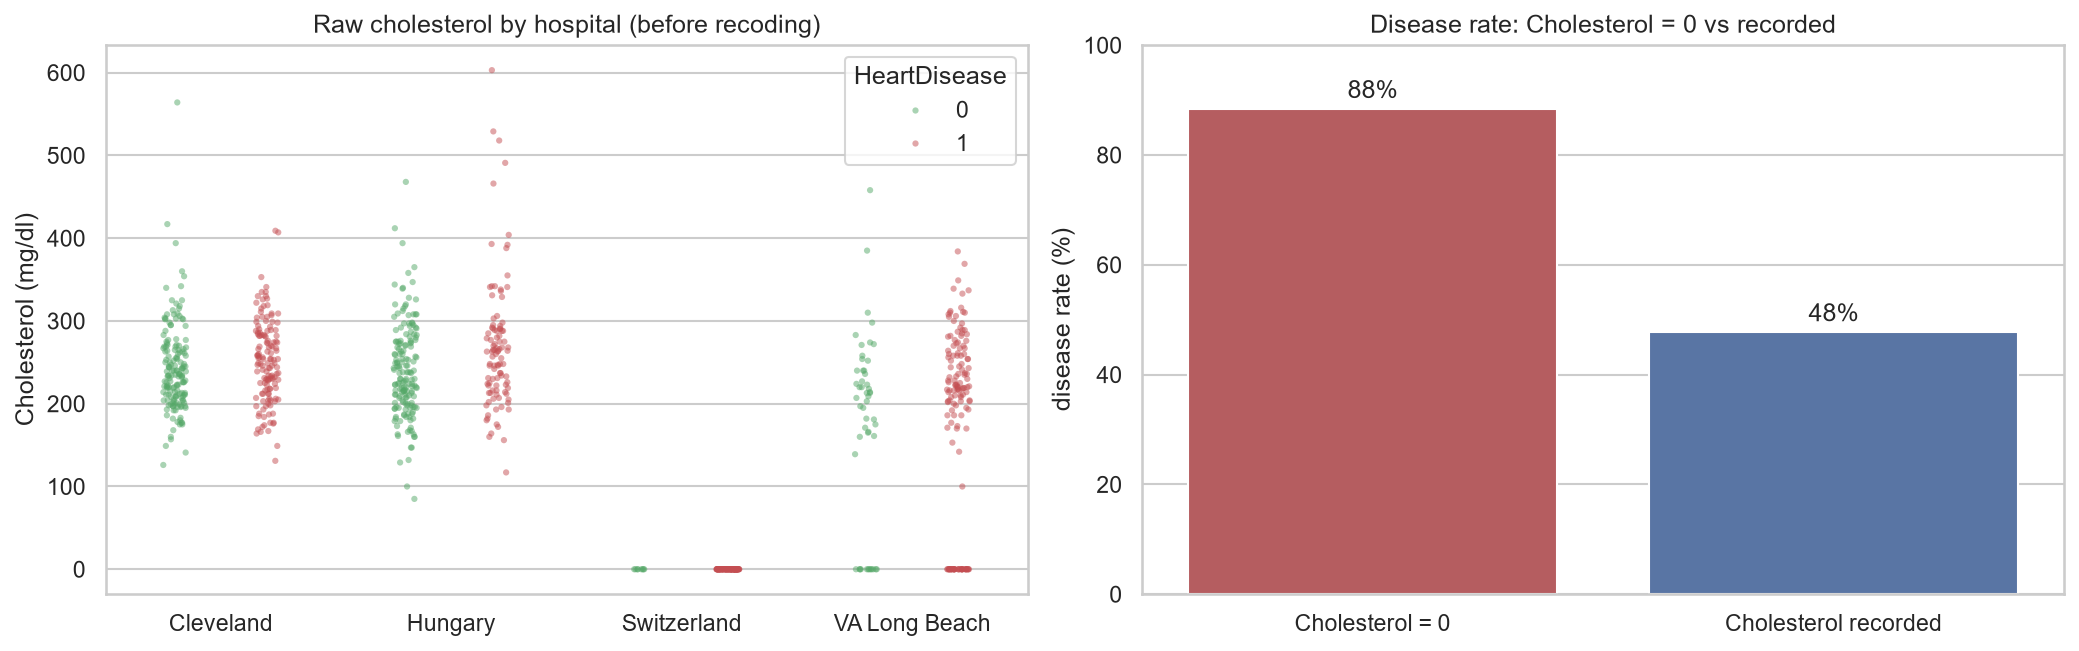 Raw cholesterol by hospital (before recoding)
Cholesterol (mg/dl)
600
500
400
300
200
100
0
HeartDisease
0
1
Cleveland
Hungary
Switzerland
VA Long Beach
Disease rate: Cholesterol = 0 vs recorded
disease rate (%)
100
80
60
40
20
0
88%
48%
Cholesterol = 0
Cholesterol recorded